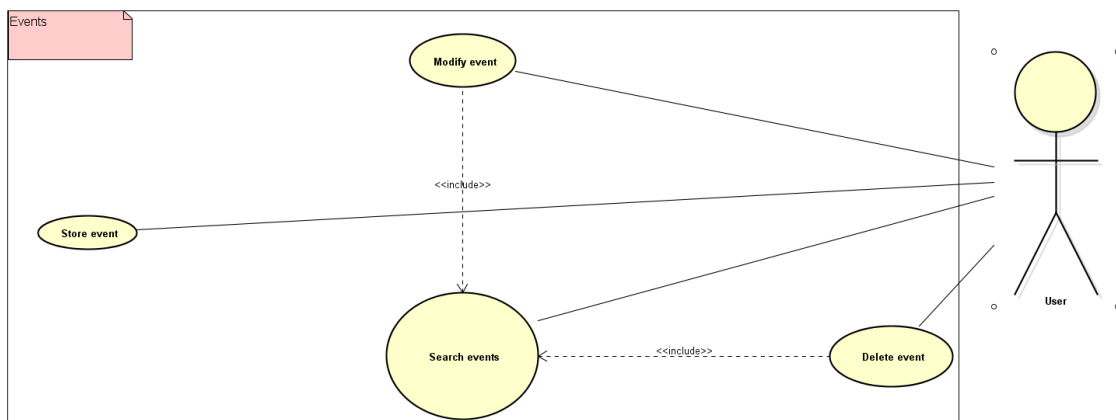 Events
Modify event
<<include>>
Store event
Search events
<<include>>
Delete event
User